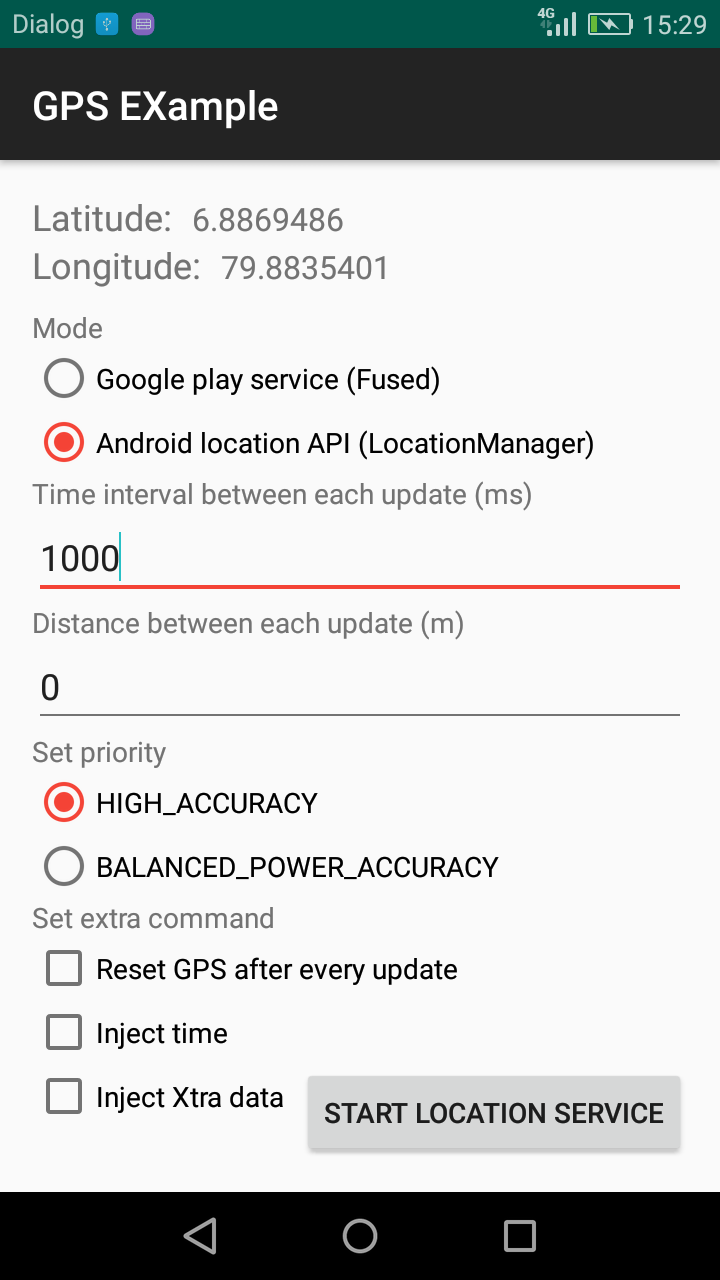 Dialog 4G 15:29
GPS EXample
Latitude: 6.8869486
Longitude: 79.8835401
Mode
Google play service (Fused)
Android location API (LocationManager)
Time interval between each update (ms)
1000
Distance between each update (m)
0
Set priority
HIGH_ACCURACY
BALANCED_POWER_ACCURACY
Set extra command
Reset GPS after every update
Inject time
Inject Xtra data
START LOCATION SERVICE